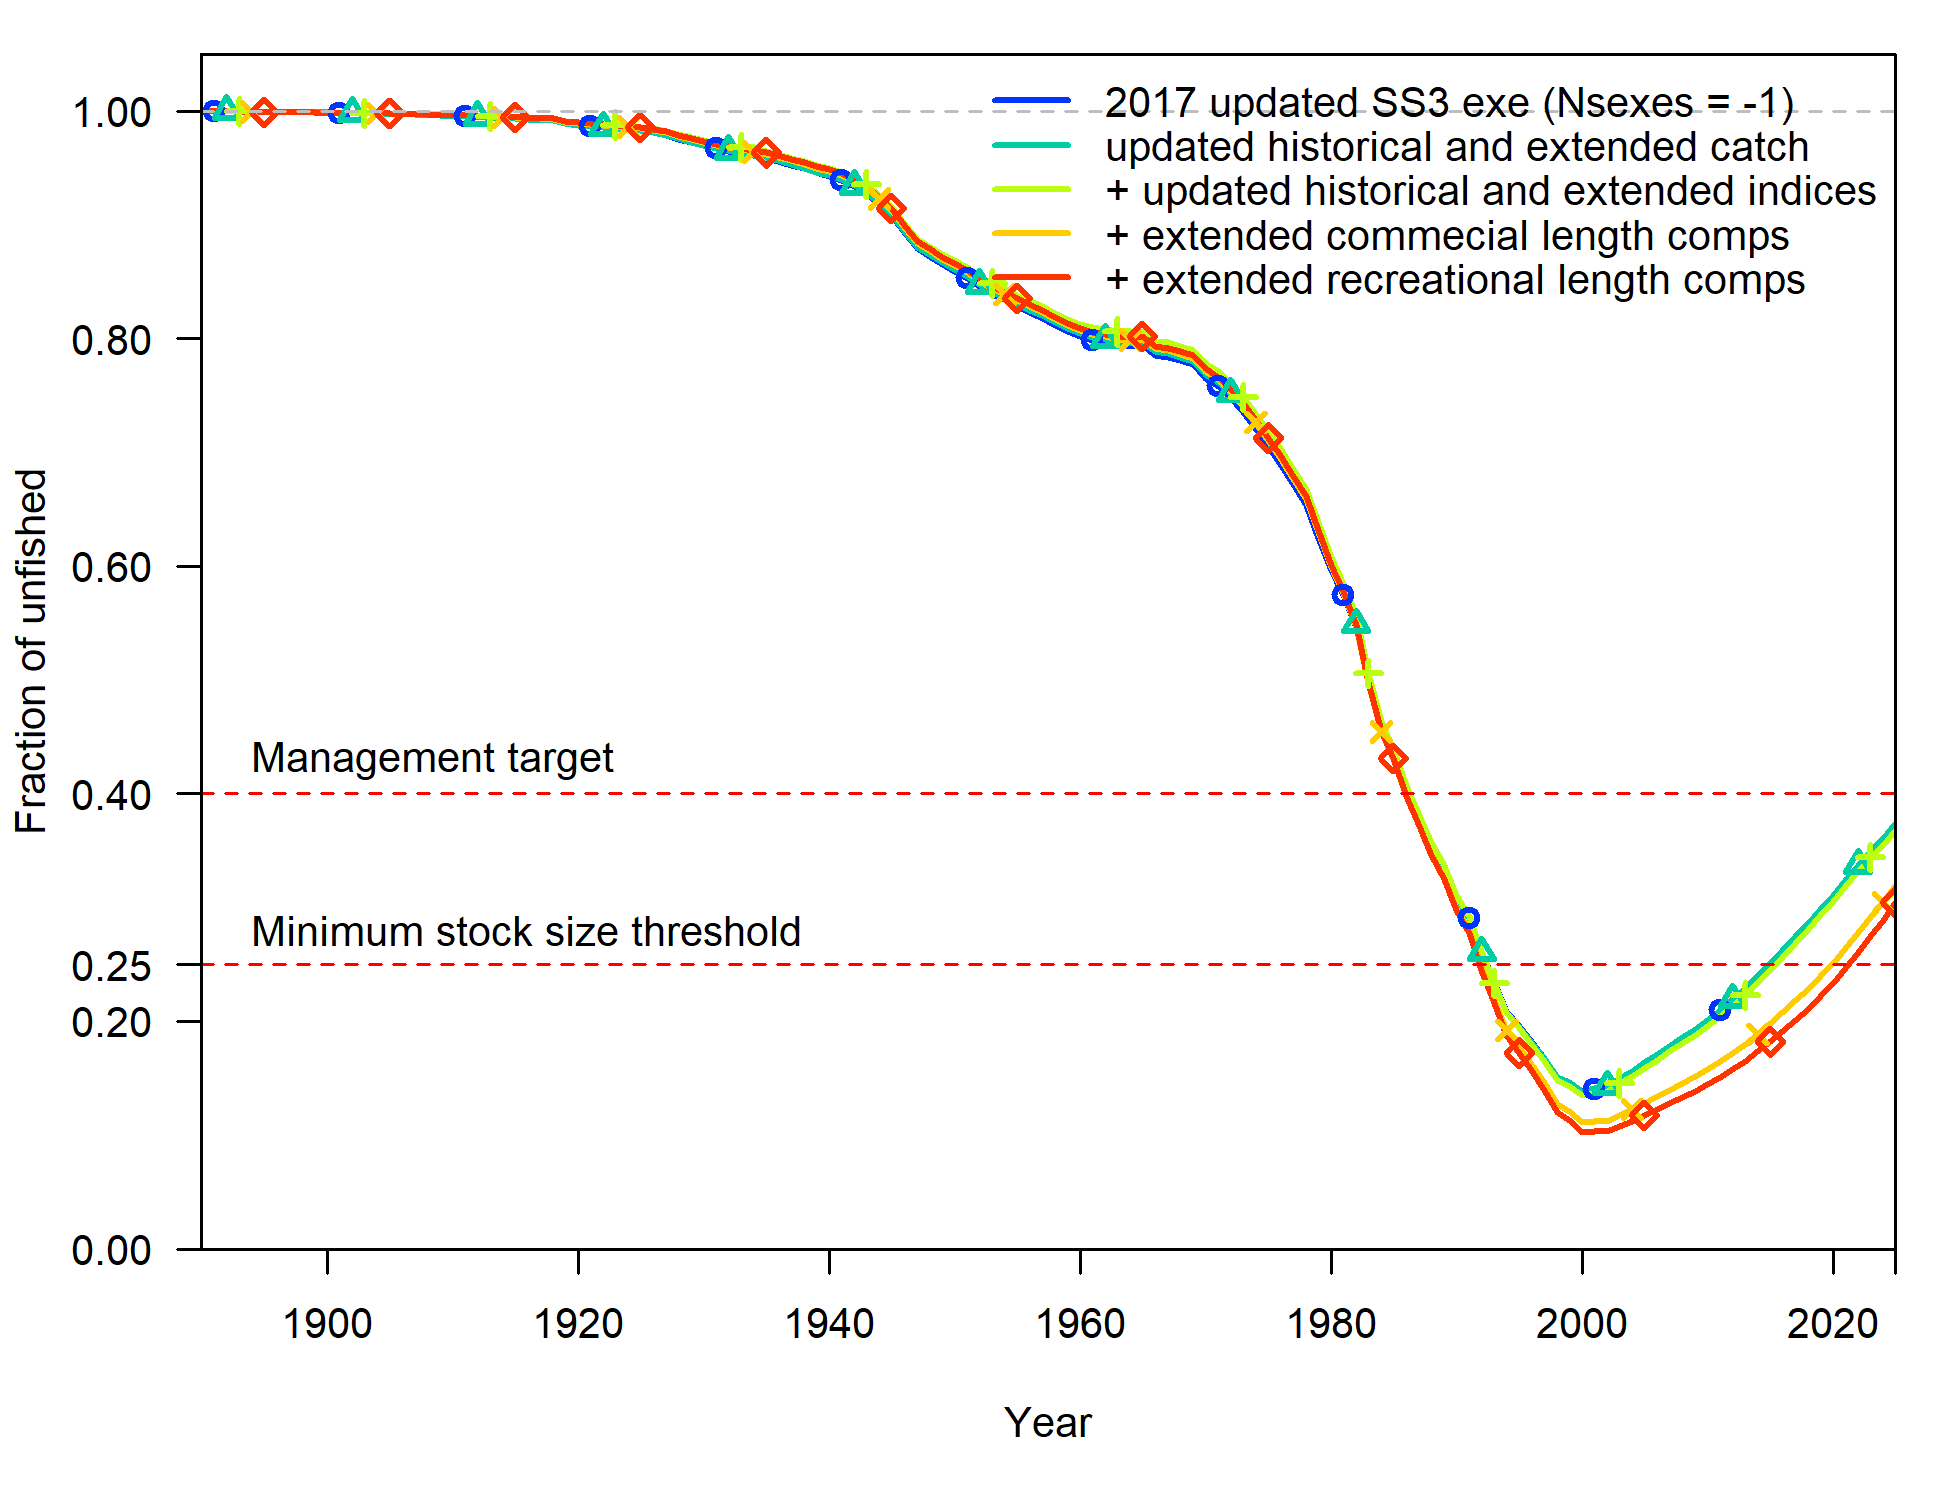 1.00
0.80
0.60
0.40
0.25
0.20
0.00
Fraction of unfished
2017 updated SS3 exe (Nsexes = -1)
updated historical and extended catch
+ updated historical and extended indices
+ extended commecial length comps
+ extended recreational length comps
Management target
Minimum stock size threshold
1900 1920 1940 1960 1980 2000 2020
Year